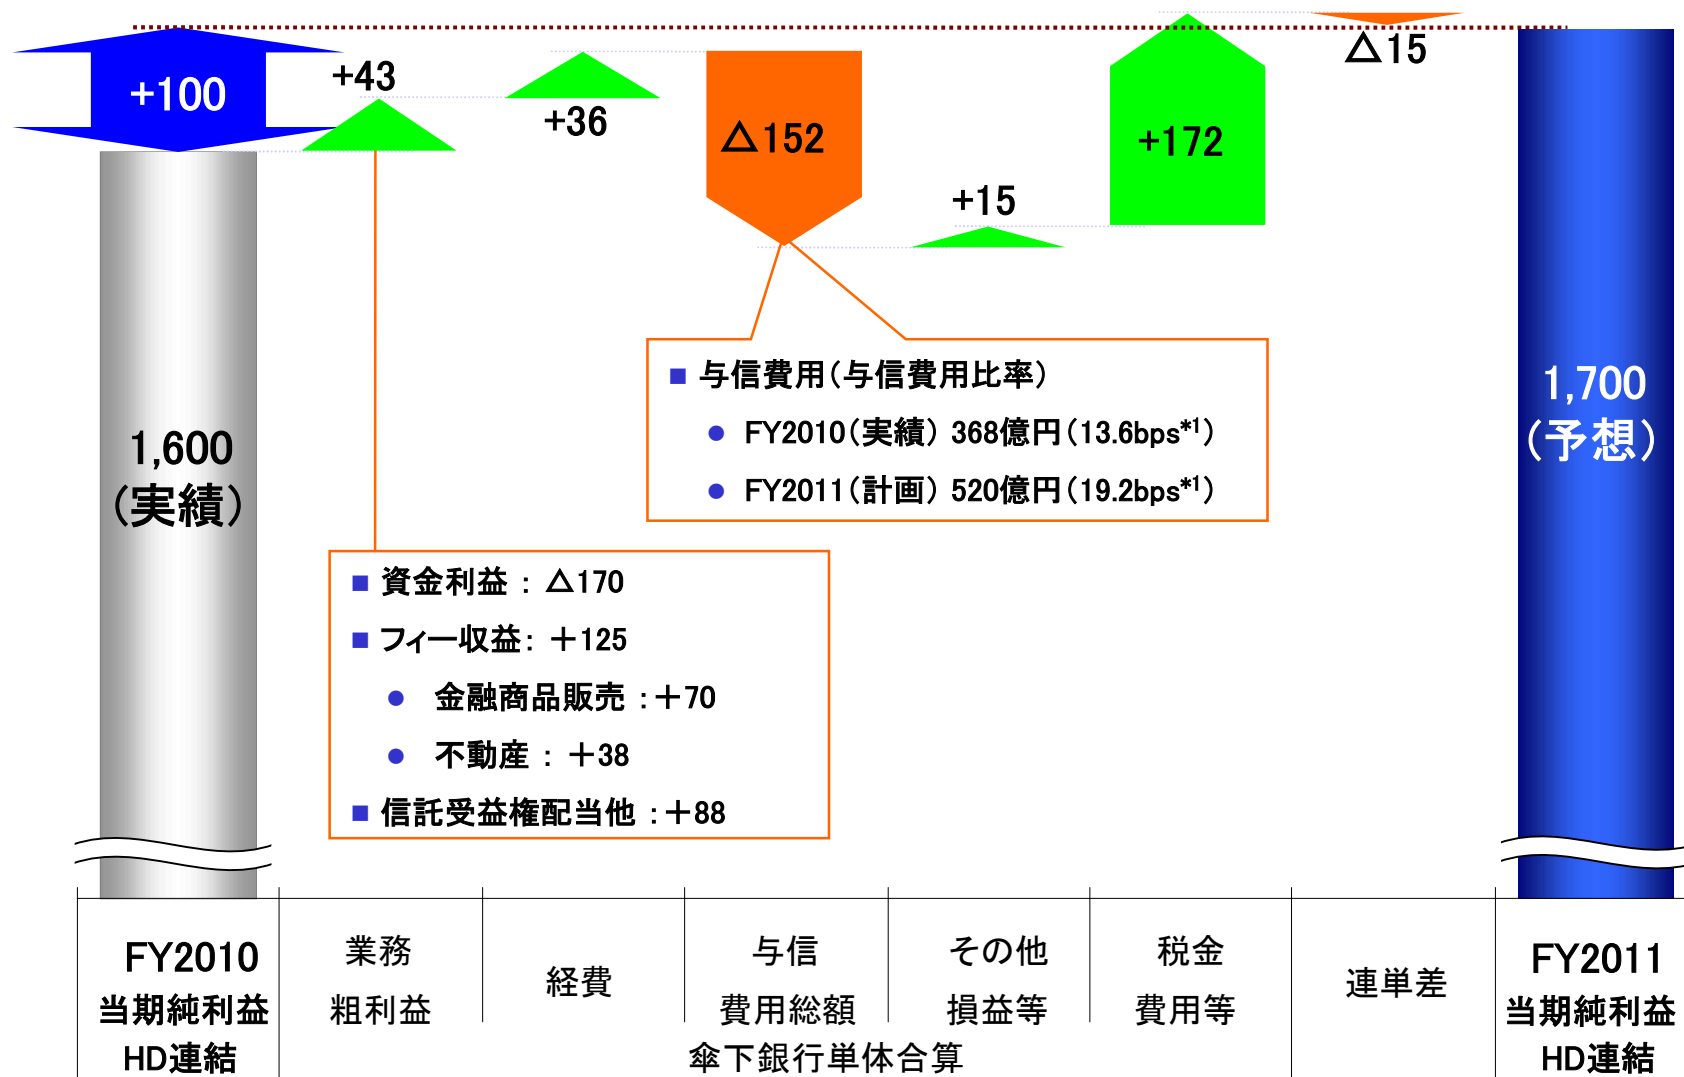 +100
+43
+36
△152
+15
+172
△15
1,600
（実績）
1,700
（予想）
■ 与信費用（与信費用比率）
● FY2010（実績） 368億円（13.6bps*1）
● FY2011（計画） 520億円（19.2bps*1）
■ 資金利益 ： △170
■ フィー収益： ＋125
● 金融商品販売 ：＋70
● 不動産 ： ＋38
■ 信託受益権配当他 ：＋88
FY2010
当期純利益
HD連結
業務
粗利益
経費
与信
費用総額
その他
損益等
税金
費用等
傘下銀行単体合算
連単差
FY2011
当期純利益
HD連結